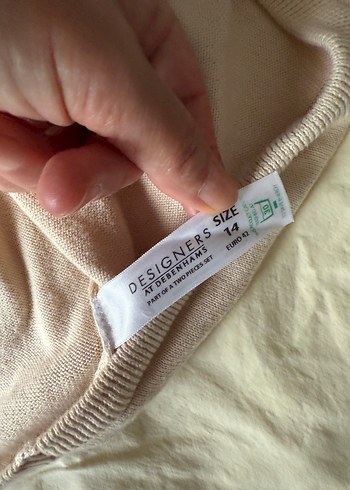 DESIGNERS
AT DEBENHAMS
PART OF A TWO PIECES SET
SIZE
14
EURO 42